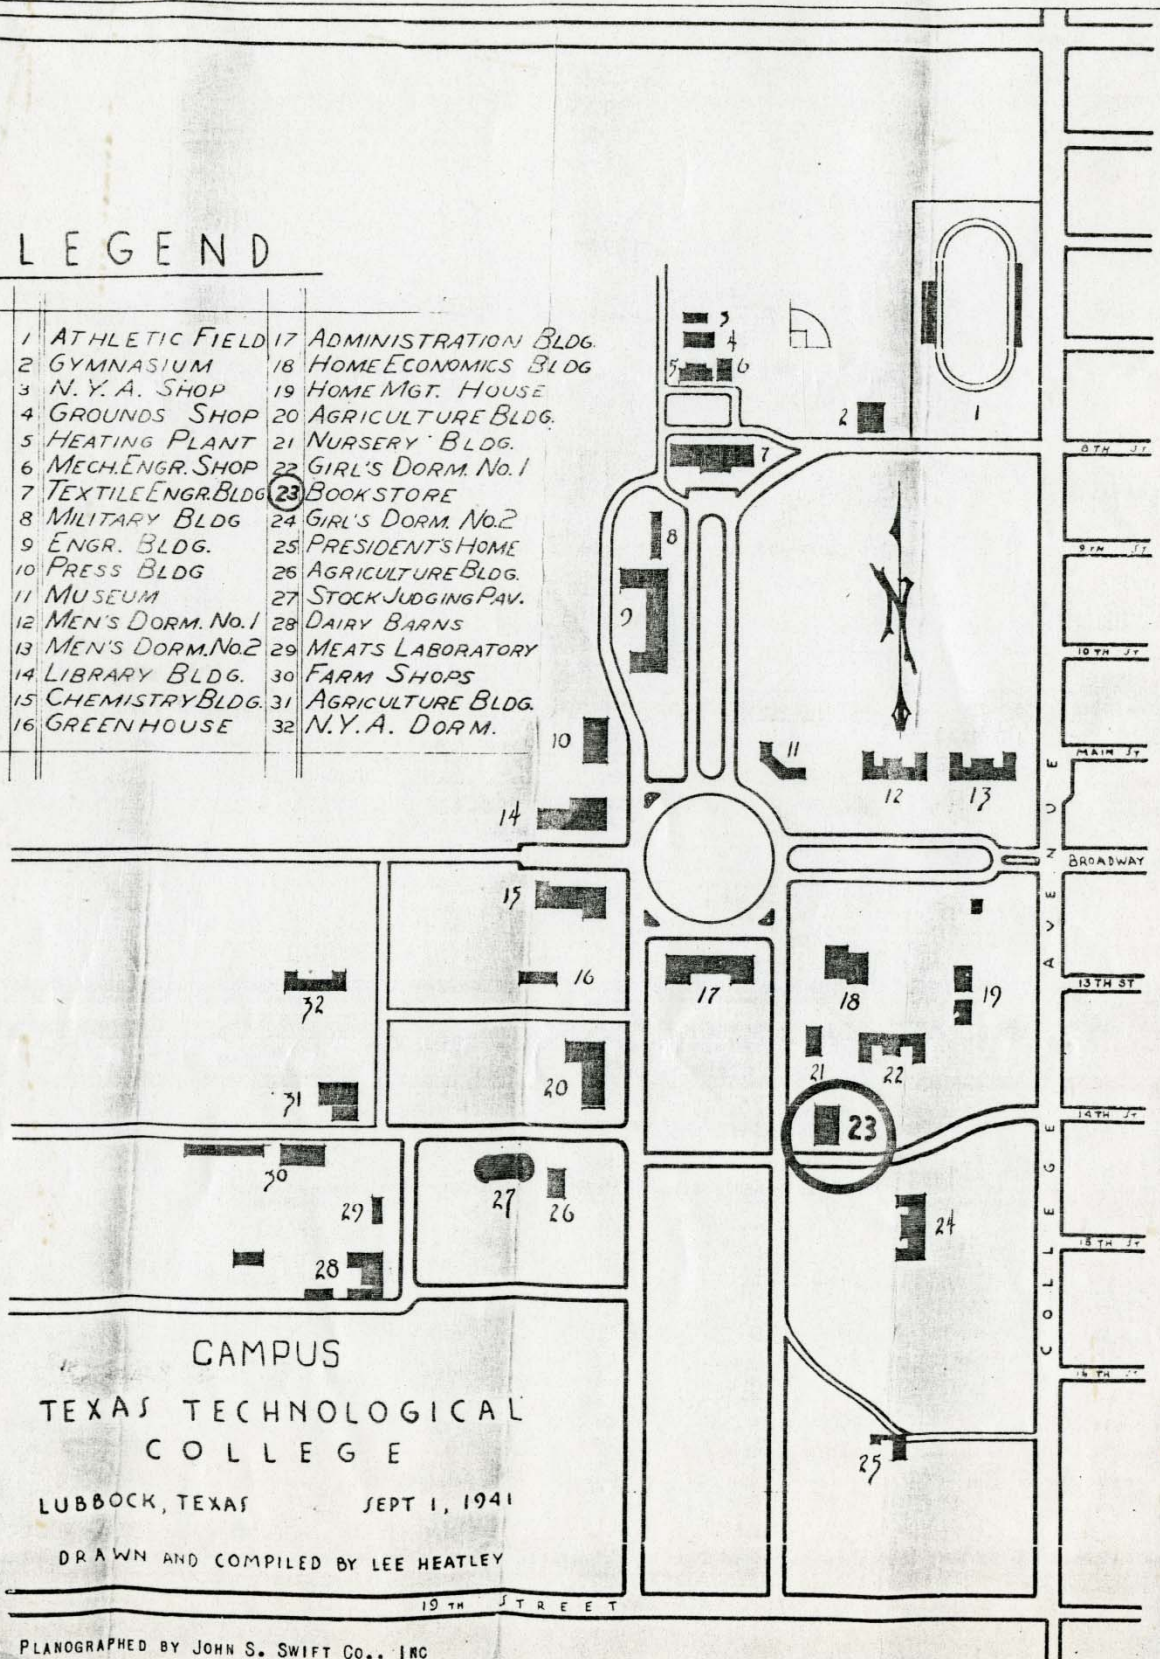 LEGEND
1 ATHLETIC FIELD 17 ADMINISTRATION BLDG.
2 GYMNASIUM 18 HOME ECONOMICS BLDG
3 N.Y.A. SHOP 19 HOME MGT. HOUSE
4 GROUNDS SHOP 20 AGRICULTURE BLDG.
5 HEATING PLANT 21 NURSERY BLDG.
6 MECH. ENGR. SHOP 22 GIRL'S DORM. No. 1
7 TEXTILE ENGR. BLDG 23 BOOKSTORE
8 MILITARY BLDG 24 GIRL'S DORM. No. 2
9 ENGR. BLDG. 25 PRESIDENT'S HOME
10 PRESS BLDG 26 AGRICULTURE BLDG.
11 MUSEUM 27 STOCK JUDGING PAV.
12 MEN'S DORM. No. 1 28 DAIRY BARNS
13 MEN'S DORM. No. 2 29 MEATS LABORATORY
14 LIBRARY BLDG. 30 FARM SHOPS
15 CHEMISTRY BLDG. 31 AGRICULTURE BLDG.
16 GREENHOUSE 32 N.Y.A. DORM.
3
4
5 6
2 1
7
8TH ST
8
9TH ST
9
N
10TH ST
10
11
MAIN ST
12 13
14
BROADWAY
15
16
17
18
19
13TH ST
32
20
21 22
31
23
14TH ST
30
27
26
29
24
28
15TH ST
COLLEGE AVENUE
16TH ST
25
CAMPUS
TEXAS TECHNOLOGICAL
COLLEGE
LUBBOCK, TEXAS SEPT 1, 1941
DRAWN AND COMPILED BY LEE HEATLEY
19TH STREET
PLANOGRAPHED BY JOHN S. SWIFT CO., INC